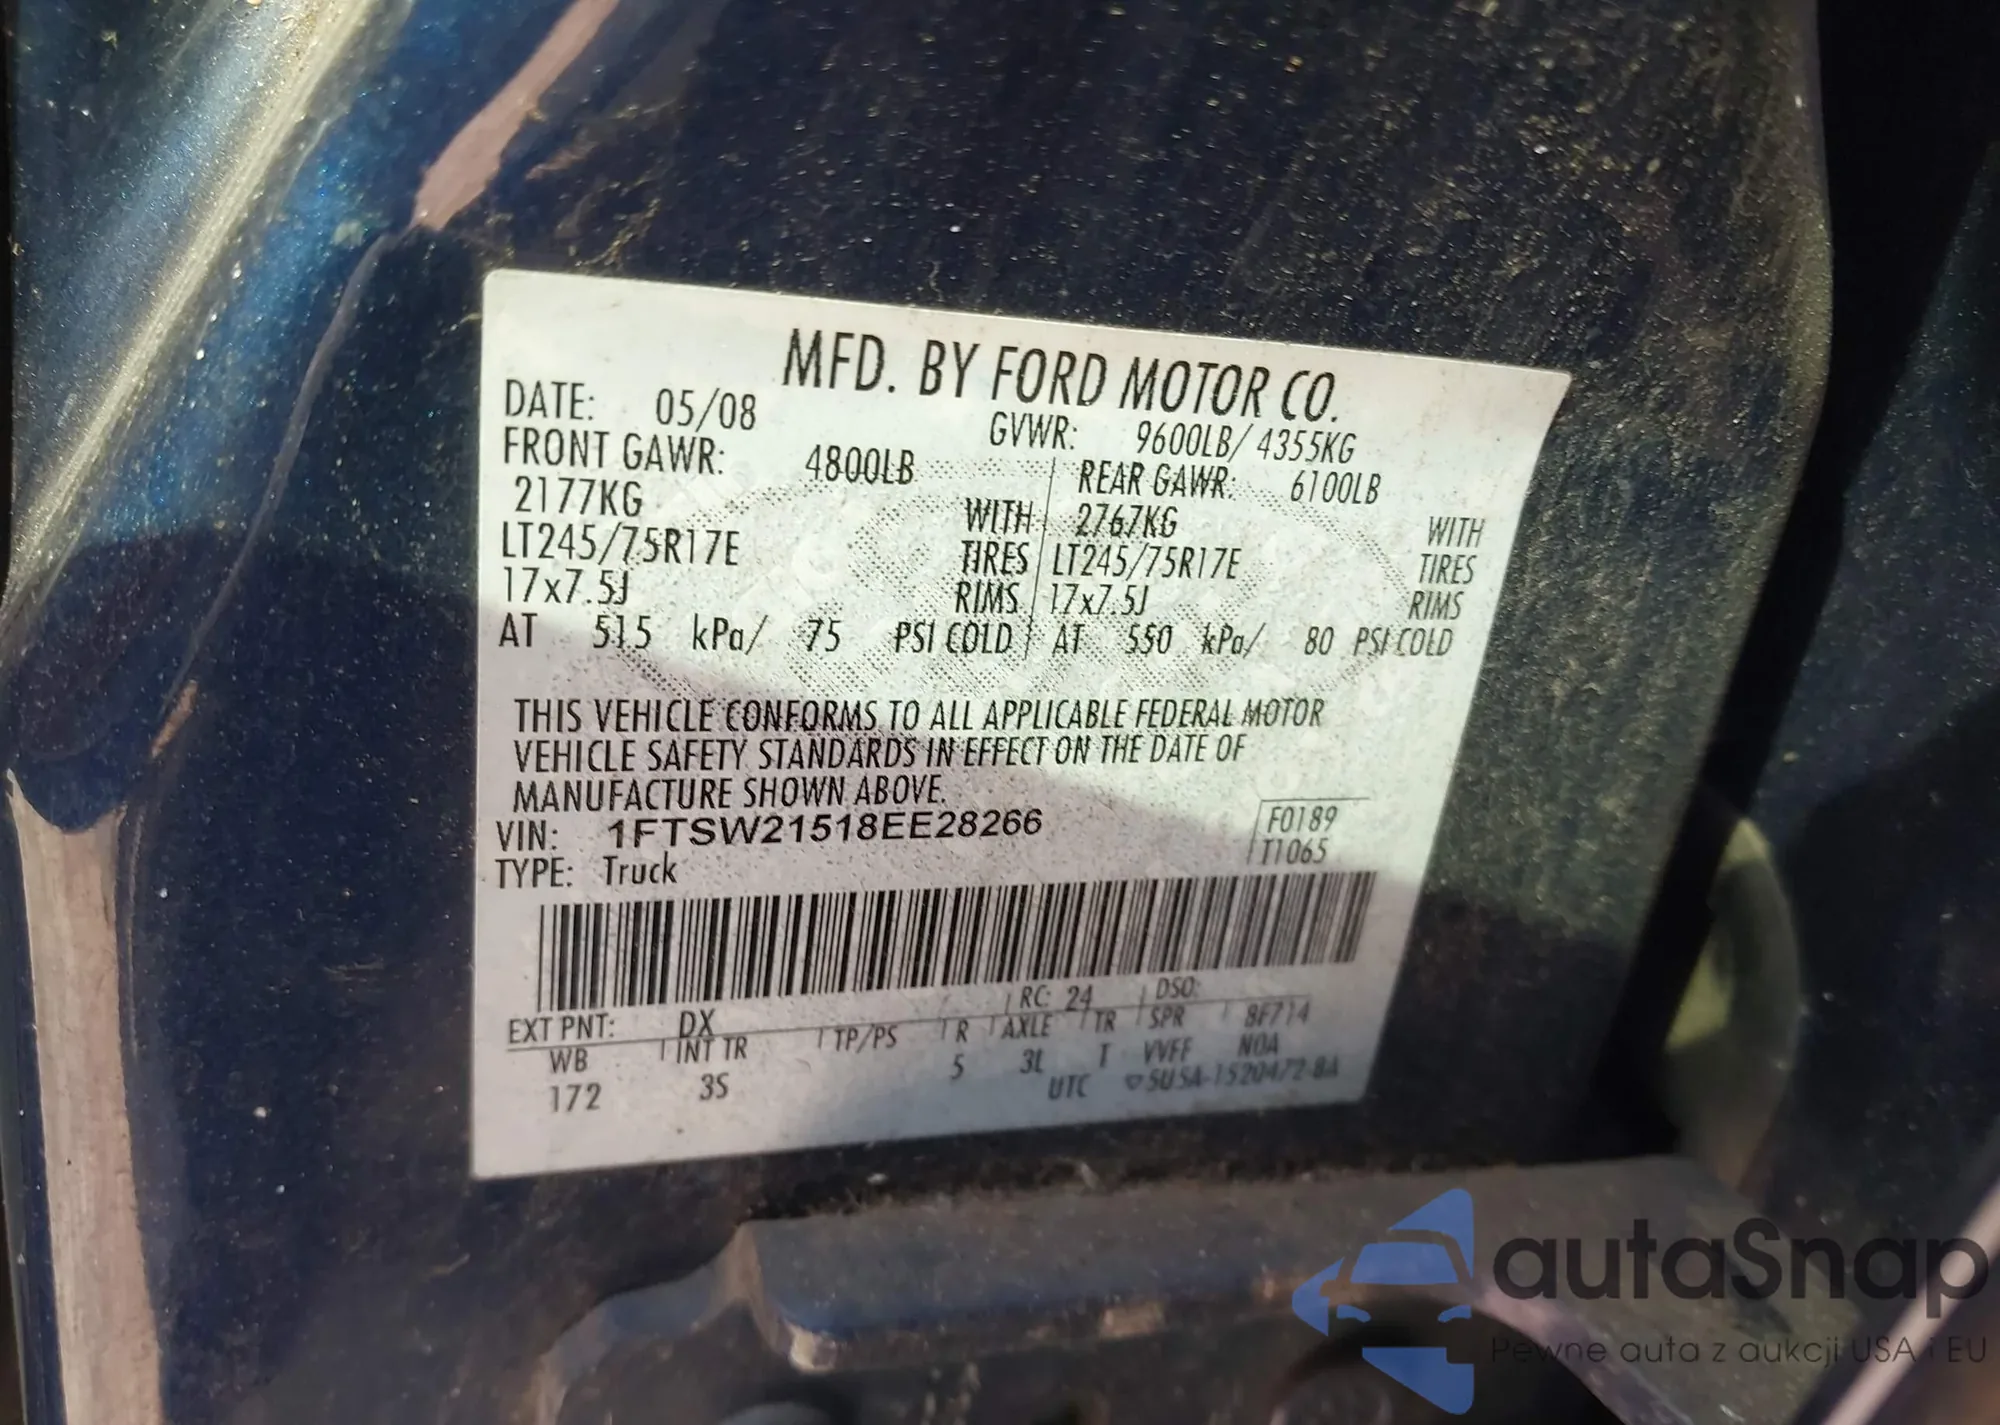 MFD. BY FORD MOTOR CO.
DATE: 05/08 GVWR: 9600LB/ 4355KG
FRONT GAWR: 4800LB REAR GAWR: 6100LB
2177KG WITH 2767KG WITH
LT245/75R17E TIRES LT245/75R17E TIRES
17x7.5J RIMS 17x7.5J RIMS
AT 515 kPa/ 75 PSI COLD AT 550 kPa/ 80 PSI COLD
THIS VEHICLE CONFORMS TO ALL APPLICABLE FEDERAL MOTOR
VEHICLE SAFETY STANDARDS IN EFFECT ON THE DATE OF
MANUFACTURE SHOWN ABOVE.
VIN: 1FTSW21518EE28266 F0189
TYPE: Truck T1065
EXT PNT: DX RC: 24 DSO:
WB INT TR TP/PS R AXLE TR SPR 8F714
172 3S 5 3L T VVFF N0A
UTC 5USA-1520472-BA
autaSnap
Pewne auta z aukcji USA i EU